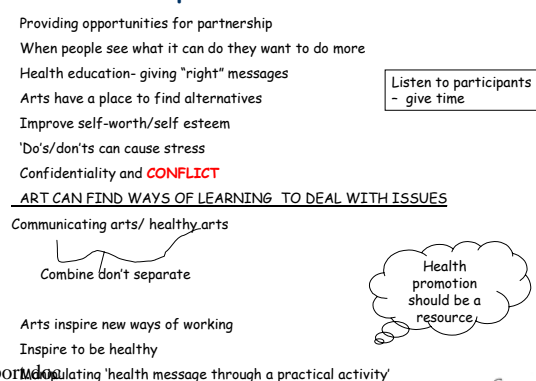 Providing opportunities for partnership
When people see what it can do they want to do more
Health education- giving “right” messages
Arts have a place to find alternatives
Improve self-worth/self esteem
‘Do’s/don’ts can cause stress
Confidentiality and CONFLICT
Listen to participants
– give time
ART CAN FIND WAYS OF LEARNING TO DEAL WITH ISSUES
Communicating arts/ healthy arts
Combine don’t separate
Health
promotion
should be a
resource
Arts inspire new ways of working
Inspire to be healthy
‘health message through a practical activity’